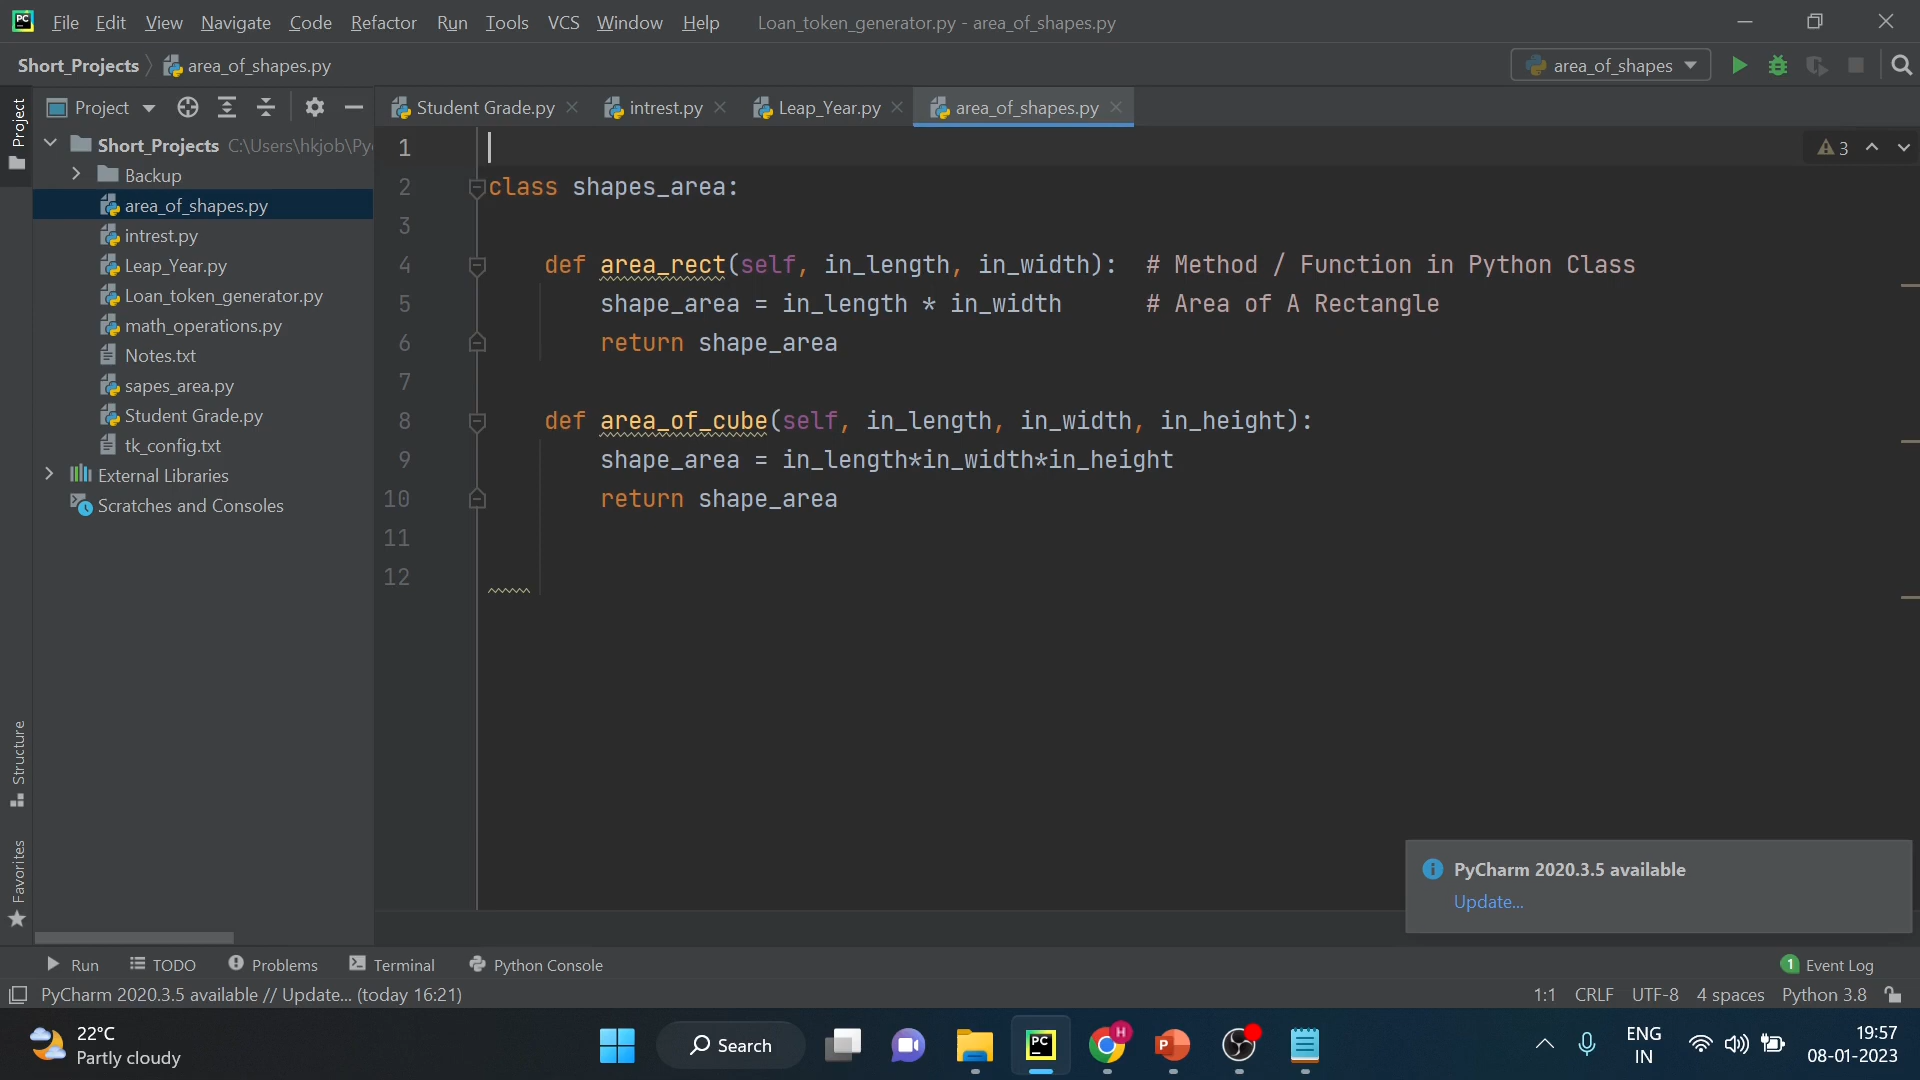 PC File Edit View Navigate Code Refactor Run Tools VCS Window Help Loan_token_generator.py - area_of_shapes.py
Short_Projects area_of_shapes.py area_of_shapes
Project Student Grade.py intrest.py Leap_Year.py area_of_shapes.py
Project
Short_Projects C:\Users\hkjob\Py
Backup
area_of_shapes.py
intrest.py
Leap_Year.py
Loan_token_generator.py
math_operations.py
Notes.txt
sapes_area.py
Student Grade.py
tk_config.txt
External Libraries
Scratches and Consoles
Structure
Favorites
1
3
2 class shapes_area:
3
4 def area_rect(self, in_length, in_width): # Method / Function in Python Class
5 shape_area = in_length * in_width # Area of A Rectangle
6 return shape_area
7
8 def area_of_cube(self, in_length, in_width, in_height):
9 shape_area = in_length*in_width*in_height
10 return shape_area
11
12
PyCharm 2020.3.5 available
Update...
Run TODO Problems Terminal Python Console 1 Event Log
PyCharm 2020.3.5 available // Update... (today 16:21) 1:1 CRLF UTF-8 4 spaces Python 3.8
22°C
Partly cloudy
Search
PC
H
P
ENG
IN
19:57
08-01-2023